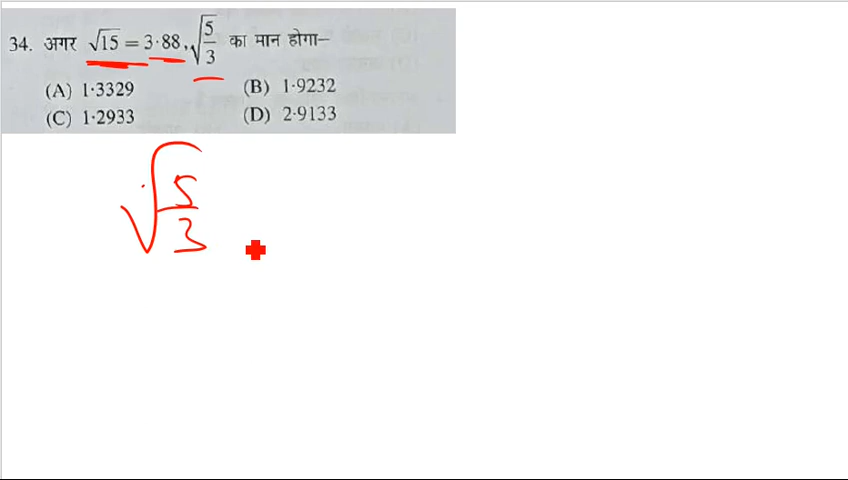 34. अगर √15 = 3·88, √5/3 का मान होगा–
(A) 1·3329 (B) 1·9232
(C) 1·2933 (D) 2·9133
√5/3